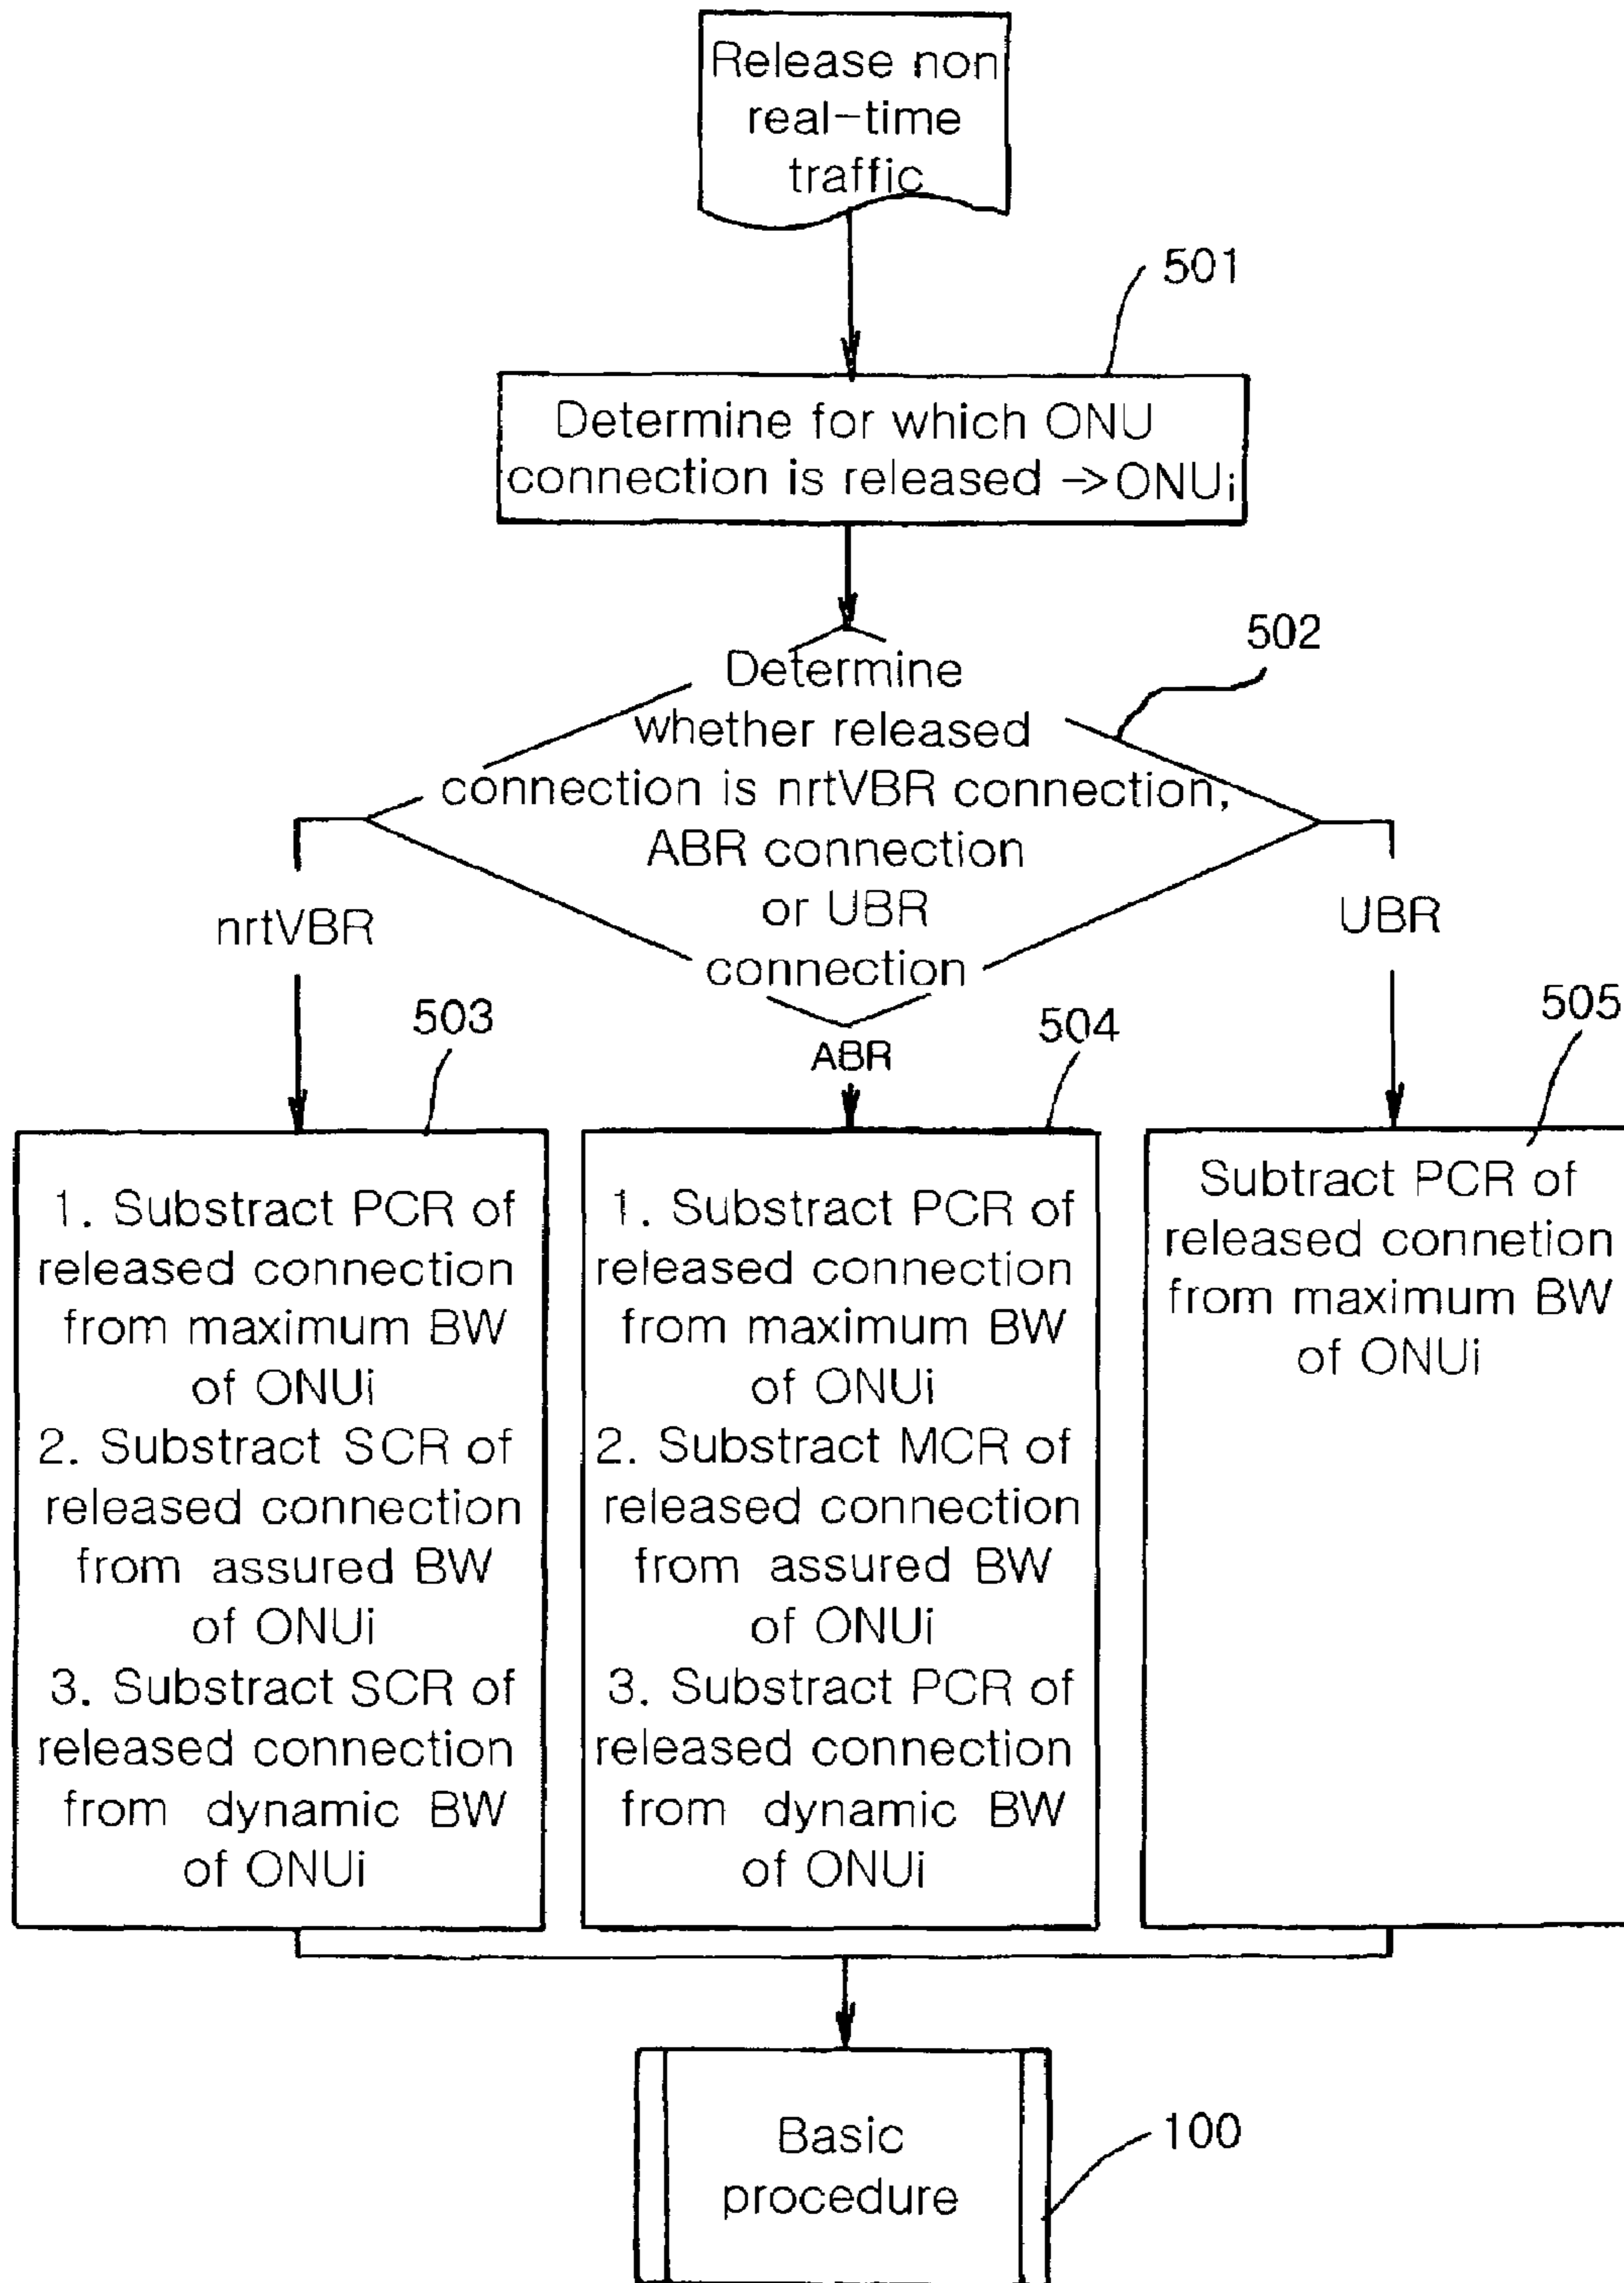 Release non
real-time
traffic
501
Determine for which ONU
connection is released →ONUi
502
Determine
whether released
connection is nrtVBR connection,
ABR connection
or UBR
connection
nrtVBR
ABR
UBR
503
1. Substract PCR of
released connection
from maximum BW
of ONUi
2. Substract SCR of
released connection
from assured BW
of ONUi
3. Substract SCR of
released connection
from dynamic BW
of ONUi
504
1. Substract PCR of
released connection
from maximum BW
of ONUi
2. Substract MCR of
released connection
from assured BW
of ONUi
3. Substract PCR of
released connection
from dynamic BW
of ONUi
505
Subtract PCR of
released connetion
from maximum BW
of ONUi
Basic
procedure
100